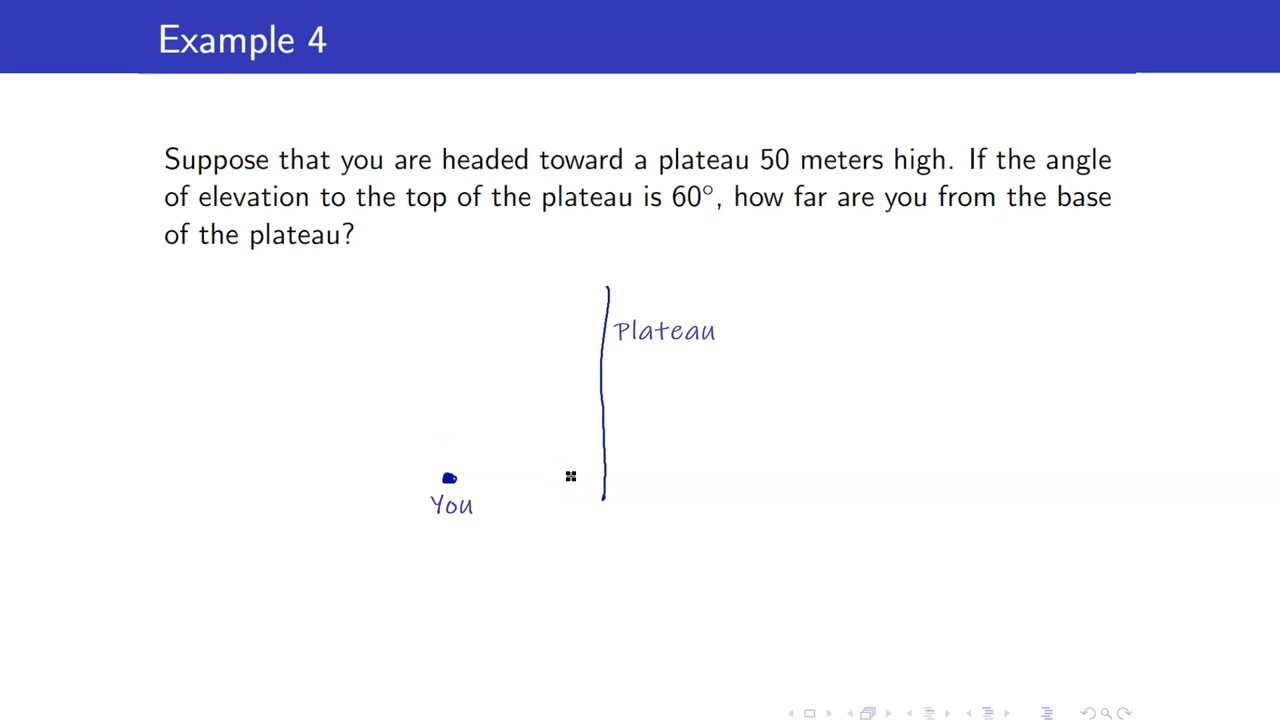 Example 4
Suppose that you are headed toward a plateau 50 meters high. If the angle
of elevation to the top of the plateau is 60°, how far are you from the base
of the plateau?
Plateau
You